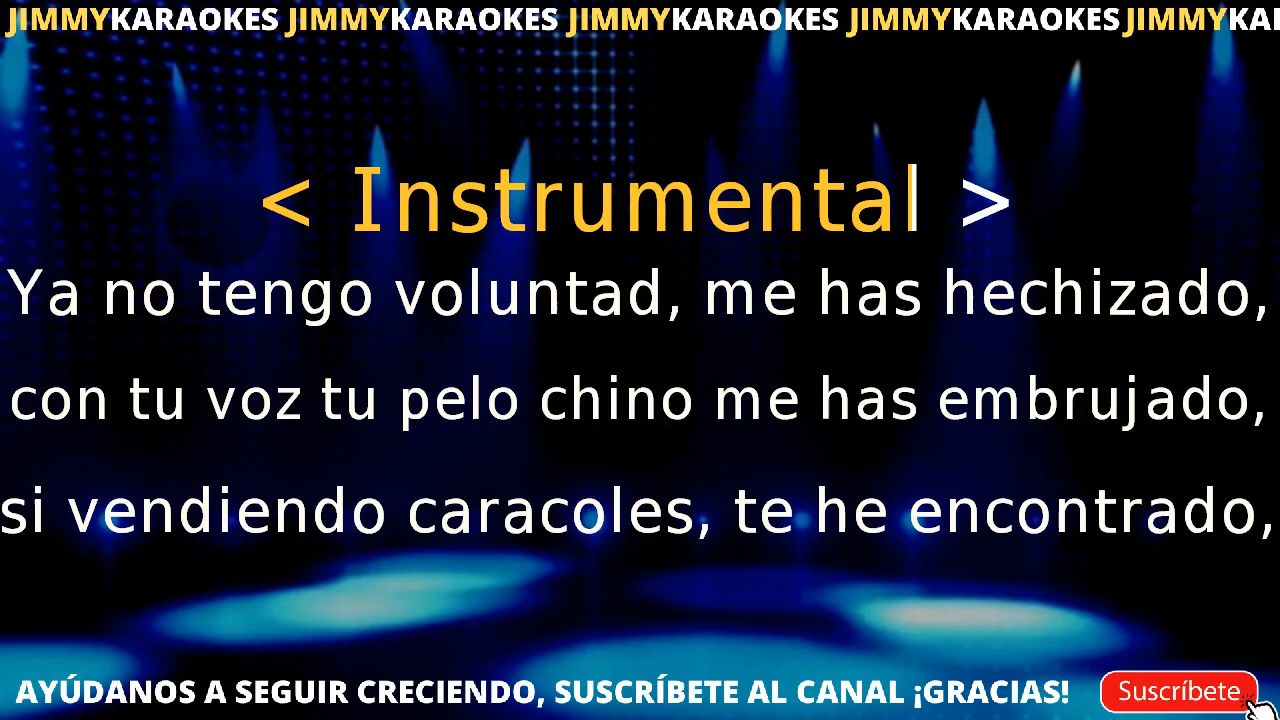 JIMMYKARAOKES JIMMYKARAOKES JIMMYKARAOKES JIMMYKARAOKES JIMMYKA
< Instrumental >
Ya no tengo voluntad, me has hechizado,
con tu voz tu pelo chino me has embrujado,
si vendiendo caracoles, te he encontrado,
AYÚDANOS A SEGUIR CRECIENDO, SUSCRÍBETE AL CANAL ¡GRACIAS! Suscríbete